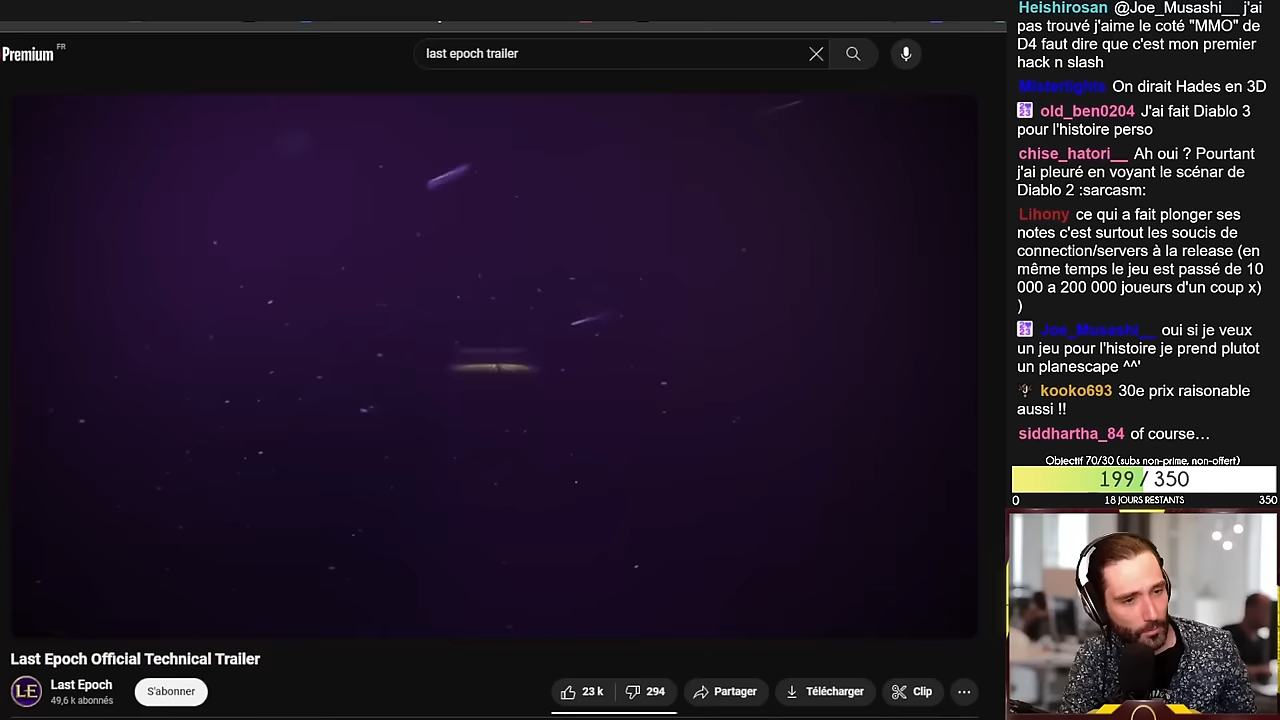 Premium FR
last epoch trailer
Last Epoch Official Technical Trailer
LE
Last Epoch
49,6 k abonnés
S'abonner
23 k
294
Partager
Télécharger
Clip
Heishirosan @Joe_Musashi__ j'ai
pas trouvé j'aime le coté "MMO" de
D4 faut dire que c'est mon premier
hack n slash
Misterlights On dirait Hades en 3D
old_ben0204 J'ai fait Diablo 3
pour l'histoire perso
chise_hatori__ Ah oui ? Pourtant
j'ai pleuré en voyant le scénar de
Diablo 2 :sarcasm:
Lihony ce qui a fait plonger ses
notes c'est surtout les soucis de
connection/servers à la release (en
même temps le jeu est passé de 10
000 a 200 000 joueurs d'un coup x)
)
Joe_Musashi__ oui si je veux
un jeu pour l'histoire je prend plutot
un planescape ^^'
kooko693 30e prix raisonable
aussi !!
siddhartha_84 of course…
Objectif 70/30 (subs non-prime, non-offert)
199 / 350
0 18 JOURS RESTANTS 350